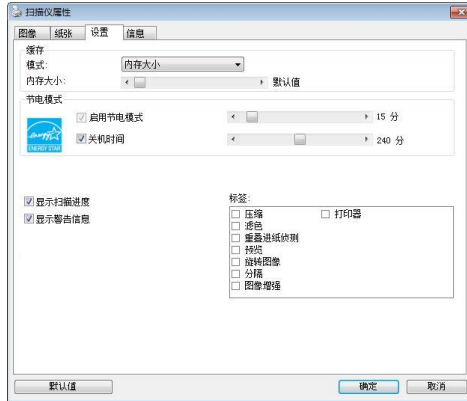 扫描仪属性
图像 纸张 设置 信息
缓存
模式: 内存大小
内存大小: 默认值
节电模式
启用节电模式 15 分
关机时间 240 分
ENERGY STAR
显示扫描进度
显示警告信息
标签:
压缩 打印器
滤色
重叠进纸侦测
预览
旋转图像
分隔
图像增强
默认值 确定 取消